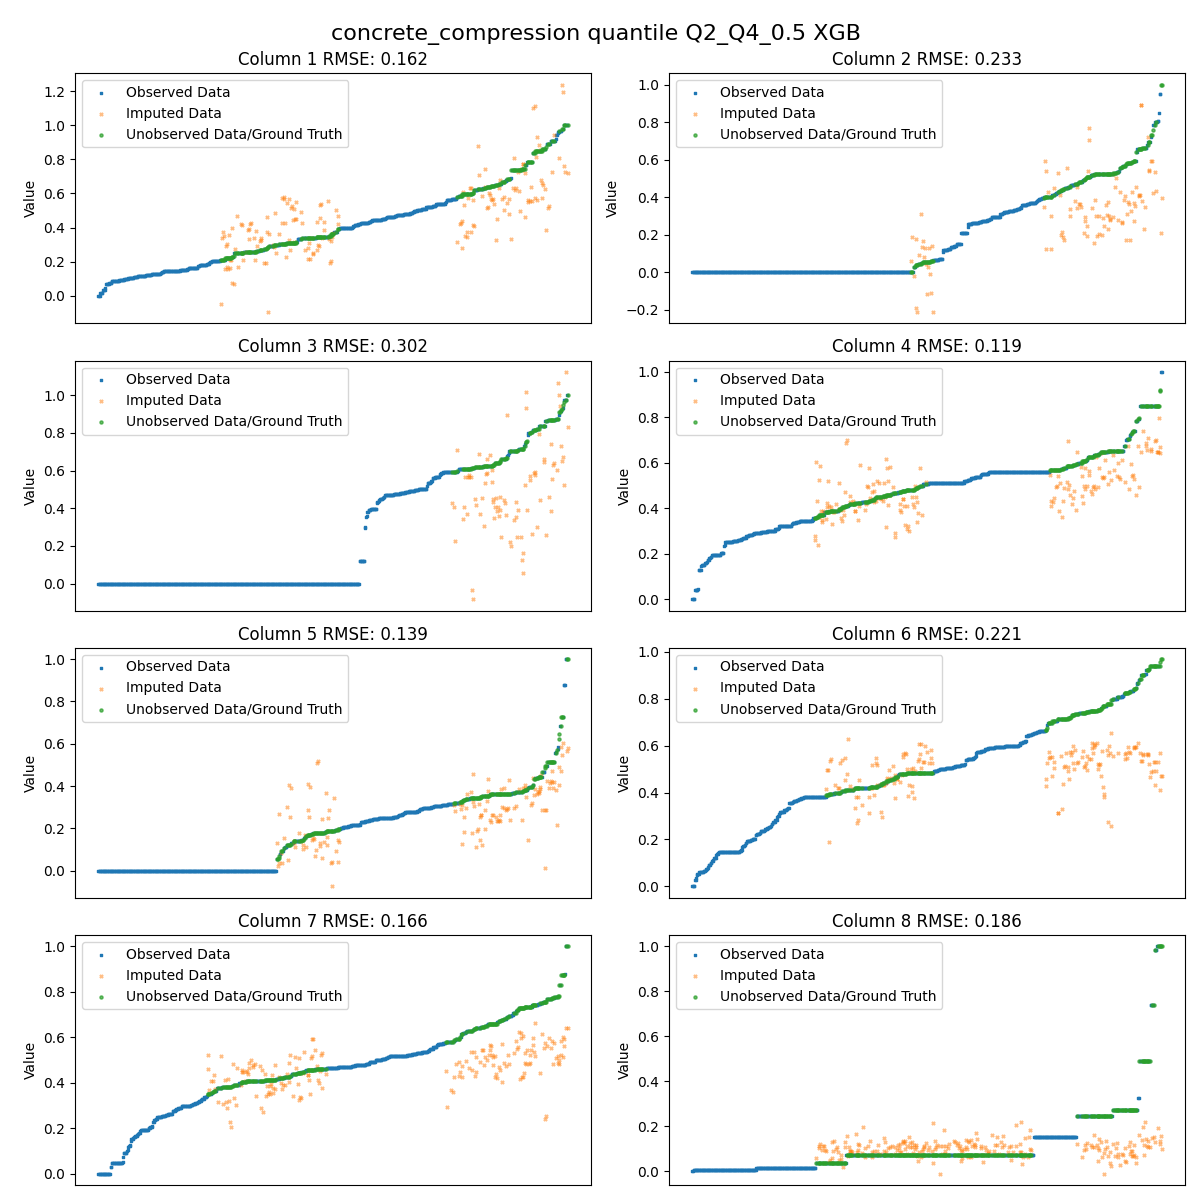 concrete_compression quantile Q2_Q4_0.5 XGB
Column 1 RMSE: 0.162
Value
1.2
1.0
0.8
0.6
0.4
0.2
0.0
Observed Data
Imputed Data
Unobserved Data/Ground Truth
Column 2 RMSE: 0.233
Value
1.0
0.8
0.6
0.4
0.2
0.0
−0.2
Observed Data
Imputed Data
Unobserved Data/Ground Truth
Column 3 RMSE: 0.302
Value
1.0
0.8
0.6
0.4
0.2
0.0
Observed Data
Imputed Data
Unobserved Data/Ground Truth
Column 4 RMSE: 0.119
Value
1.0
0.8
0.6
0.4
0.2
0.0
Observed Data
Imputed Data
Unobserved Data/Ground Truth
Column 5 RMSE: 0.139
Value
1.0
0.8
0.6
0.4
0.2
0.0
Observed Data
Imputed Data
Unobserved Data/Ground Truth
Column 6 RMSE: 0.221
Value
1.0
0.8
0.6
0.4
0.2
0.0
Observed Data
Imputed Data
Unobserved Data/Ground Truth
Column 7 RMSE: 0.166
Value
1.0
0.8
0.6
0.4
0.2
0.0
Observed Data
Imputed Data
Unobserved Data/Ground Truth
Column 8 RMSE: 0.186
Value
1.0
0.8
0.6
0.4
0.2
0.0
Observed Data
Imputed Data
Unobserved Data/Ground Truth